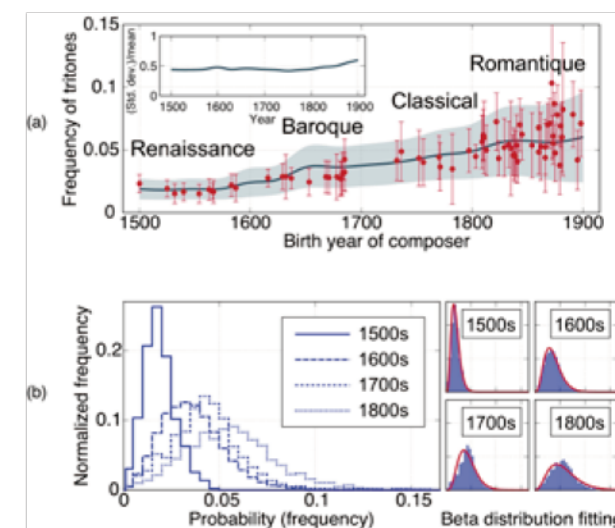 (a)
Frequency of tritones
0.15
0.1
0.05
0
(Std. dev.)/mean
1
0.5
0
1500 1600 1700 1800 1900
Year
Renaissance
Baroque
Classical
Romantique
1500 1600 1700 1800 1900
Birth year of composer
(b)
Normalized frequency
0.2
0.1
0
1500s
1600s
1700s
1800s
0 0.05 0.1 0.15
Probability (frequency)
1500s 1600s
1700s 1800s
Beta distribution fitting